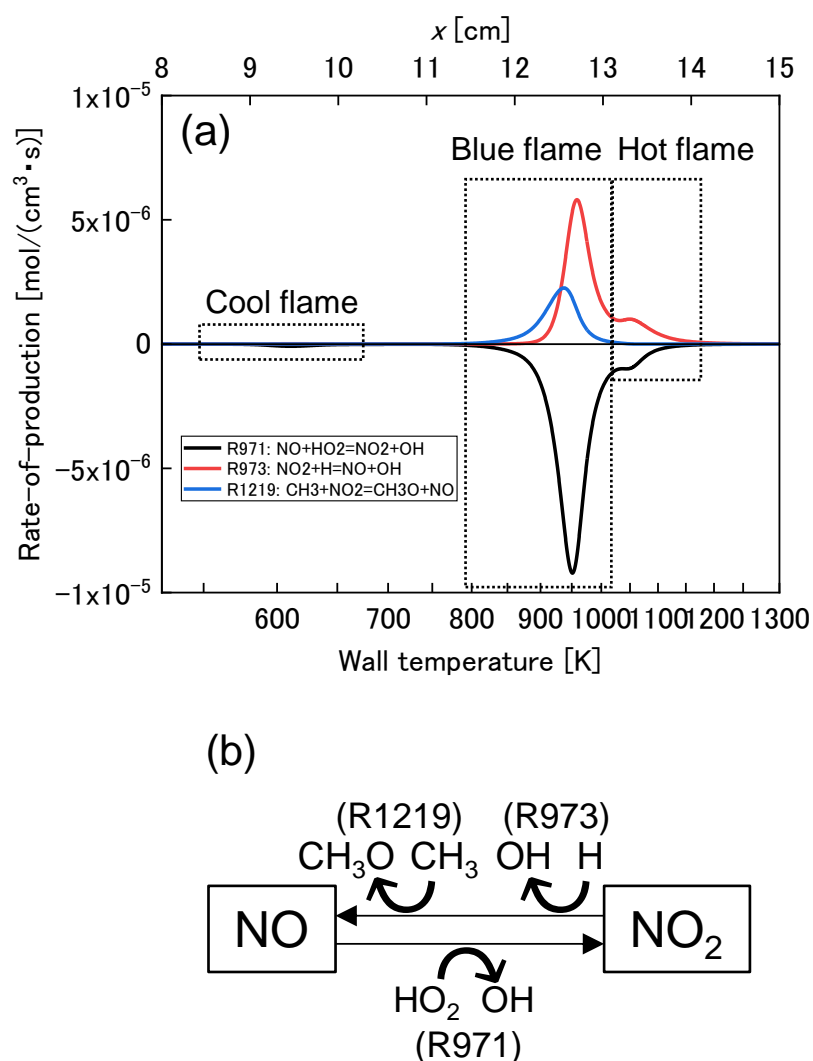 x [cm]
8 9 10 11 12 13 14 15
1x10⁻⁵
(a)
Blue flame Hot flame
5x10⁻⁶
Cool flame
0
R971: NO+HO2=NO2+OH
R973: NO2+H=NO+OH
R1219: CH3+NO2=CH3O+NO
-5x10⁻⁶
-1x10⁻⁵
Rate-of-production [mol/(cm³・s)]
600 700 800 900 1000 1100 1200 1300
Wall temperature [K]
(b)
(R1219) (R973)
CH₃O CH₃ OH H
NO NO₂
HO₂ OH
(R971)